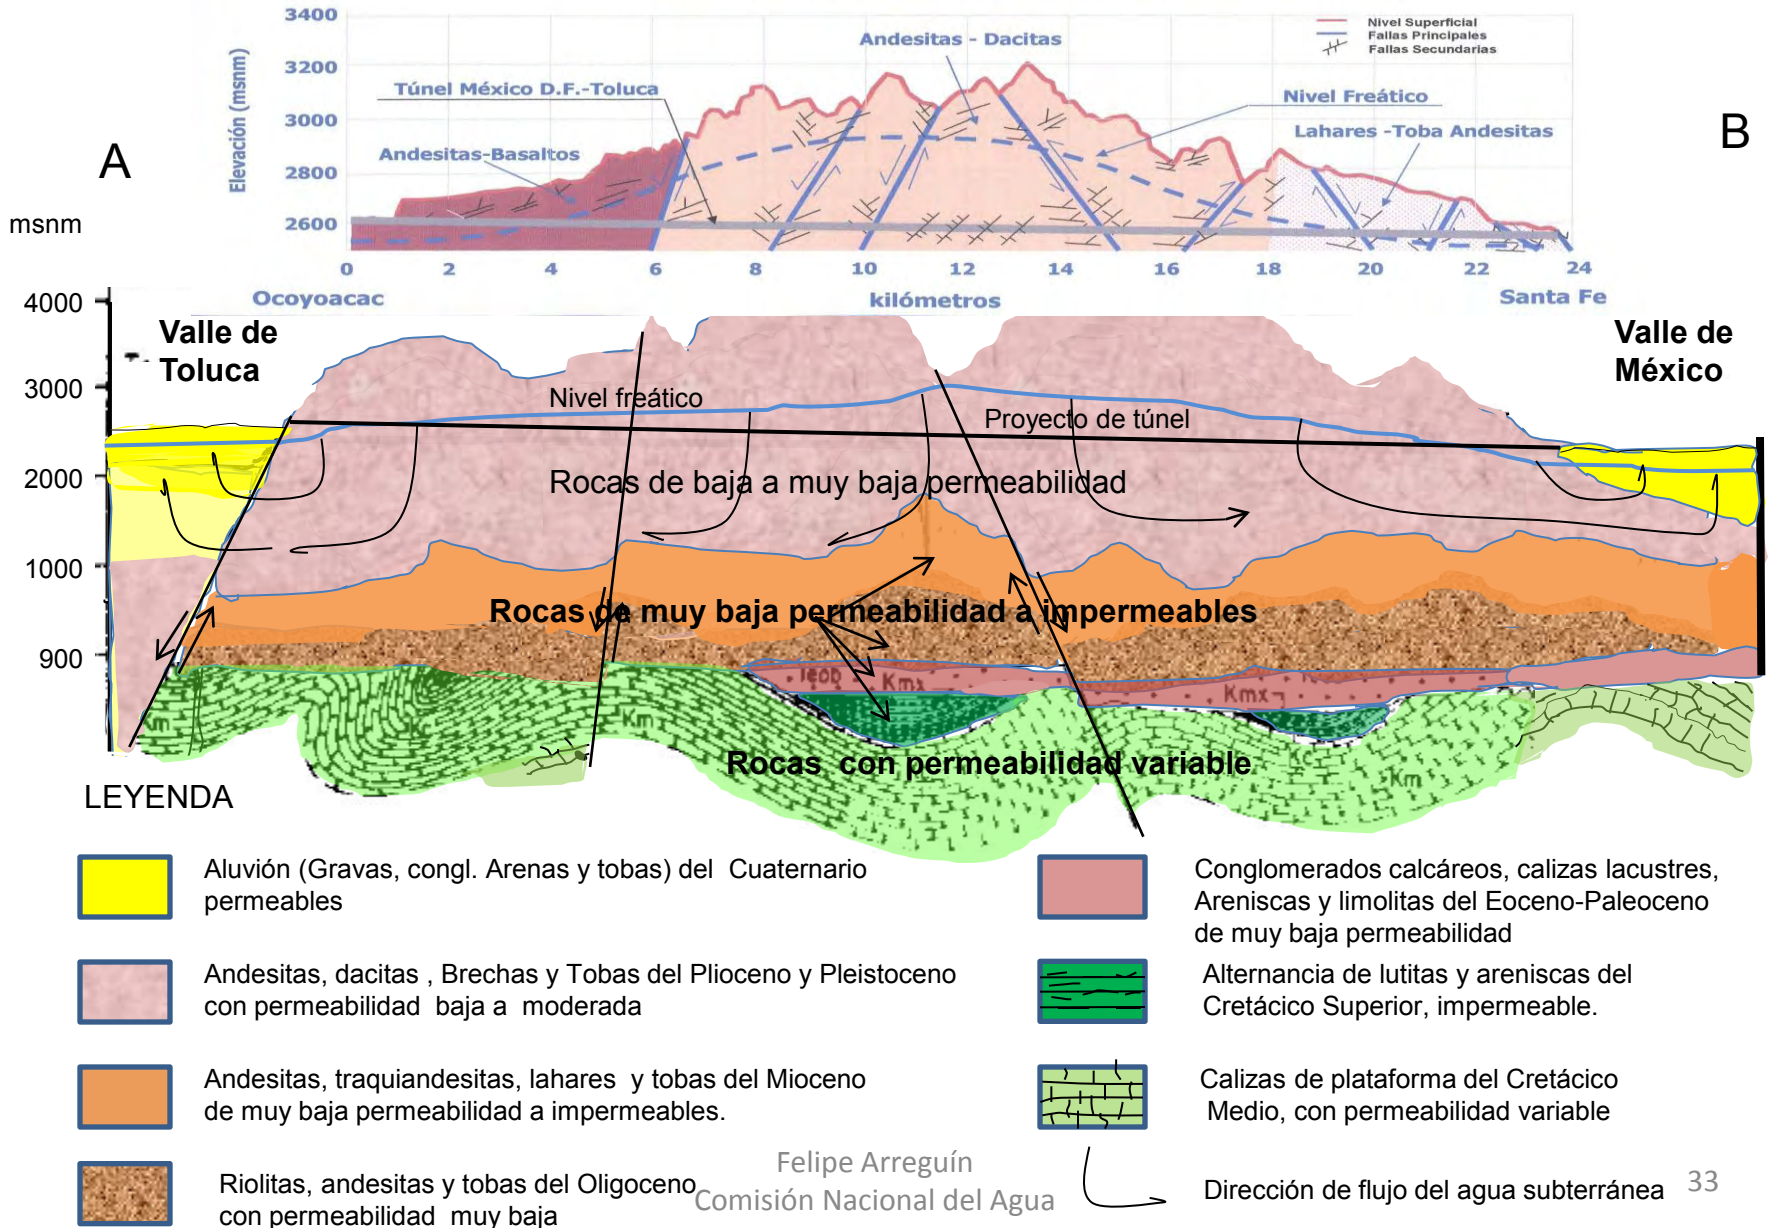 3400
3200
3000
2800
2600
Elevación (msnm)
Nivel Superficial
Fallas Principales
Fallas Secundarias
Andesitas - Dacitas
Túnel México D.F.-Toluca
Nivel Freático
Lahares -Toba Andesitas
Andesitas-Basaltos
A
B
0 2 4 6 8 10 12 14 16 18 20 22 24
Ocoyoacac
kilómetros
Santa Fe
msnm
4000
3000
2000
1000
900
Valle de
Toluca
Valle de
México
Nivel freático
Proyecto de túnel
Rocas de baja a muy baja permeabilidad
Rocas de muy baja permeabilidad a impermeables
Kmx
Kmx
Km
Km
Km
Rocas con permeabilidad variable
LEYENDA
Aluvión (Gravas, congl. Arenas y tobas) del Cuaternario
permeables
Andesitas, dacitas , Brechas y Tobas del Plioceno y Pleistoceno
con permeabilidad baja a moderada
Andesitas, traquiandesitas, lahares y tobas del Mioceno
de muy baja permeabilidad a impermeables.
Riolitas, andesitas y tobas del Oligoceno
con permeabilidad muy baja
Conglomerados calcáreos, calizas lacustres,
Areniscas y limolitas del Eoceno-Paleoceno
de muy baja permeabilidad
Alternancia de lutitas y areniscas del
Cretácico Superior, impermeable.
Calizas de plataforma del Cretácico
Medio, con permeabilidad variable
Dirección de flujo del agua subterránea
Felipe Arreguín
Comisión Nacional del Agua
33